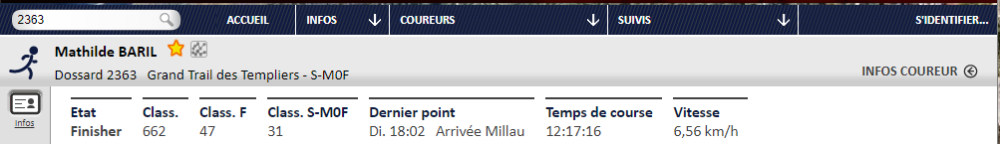 2363 ACCUEIL INFOS COUREURS SUIVIS S'IDENTIFIER...
Mathilde BARIL
Dossard 2363 Grand Trail des Templiers - S-M0F
INFOS COUREUR
Infos
Etat Class. Class. F Class. S-M0F Dernier point Temps de course Vitesse
Finisher 662 47 31 Di. 18:02 Arrivée Millau 12:17:16 6,56 km/h